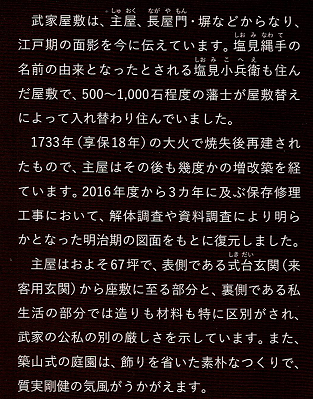 武家屋敷は、主屋、長屋門・塀などからなり、
江戸期の面影を今に伝えています。塩見縄手の
名前の由来となったとされる塩見小兵衛も住ん
だ屋敷で、500〜1,000石程度の藩士が屋敷替え
によって入れ替わり住んでいました。
1733年(享保18年)の大火で焼失後再建され
たもので、主屋はその後も幾度かの増改築を経
ています。2016年度から3カ年に及ぶ保存修理
工事において、解体調査や資料調査により明ら
かとなった明治期の図面をもとに復元しました。
主屋はおよそ67坪で、表側である式台玄関(来
客用玄関)から座敷に至る部分と、裏側である私
生活の部分では造りも材料も特に区別がされ、
武家の公私の別の厳しさを示しています。また、
築山式の庭園は、飾りを省いた素朴なつくりで、
質実剛健の気風がうかがえます。